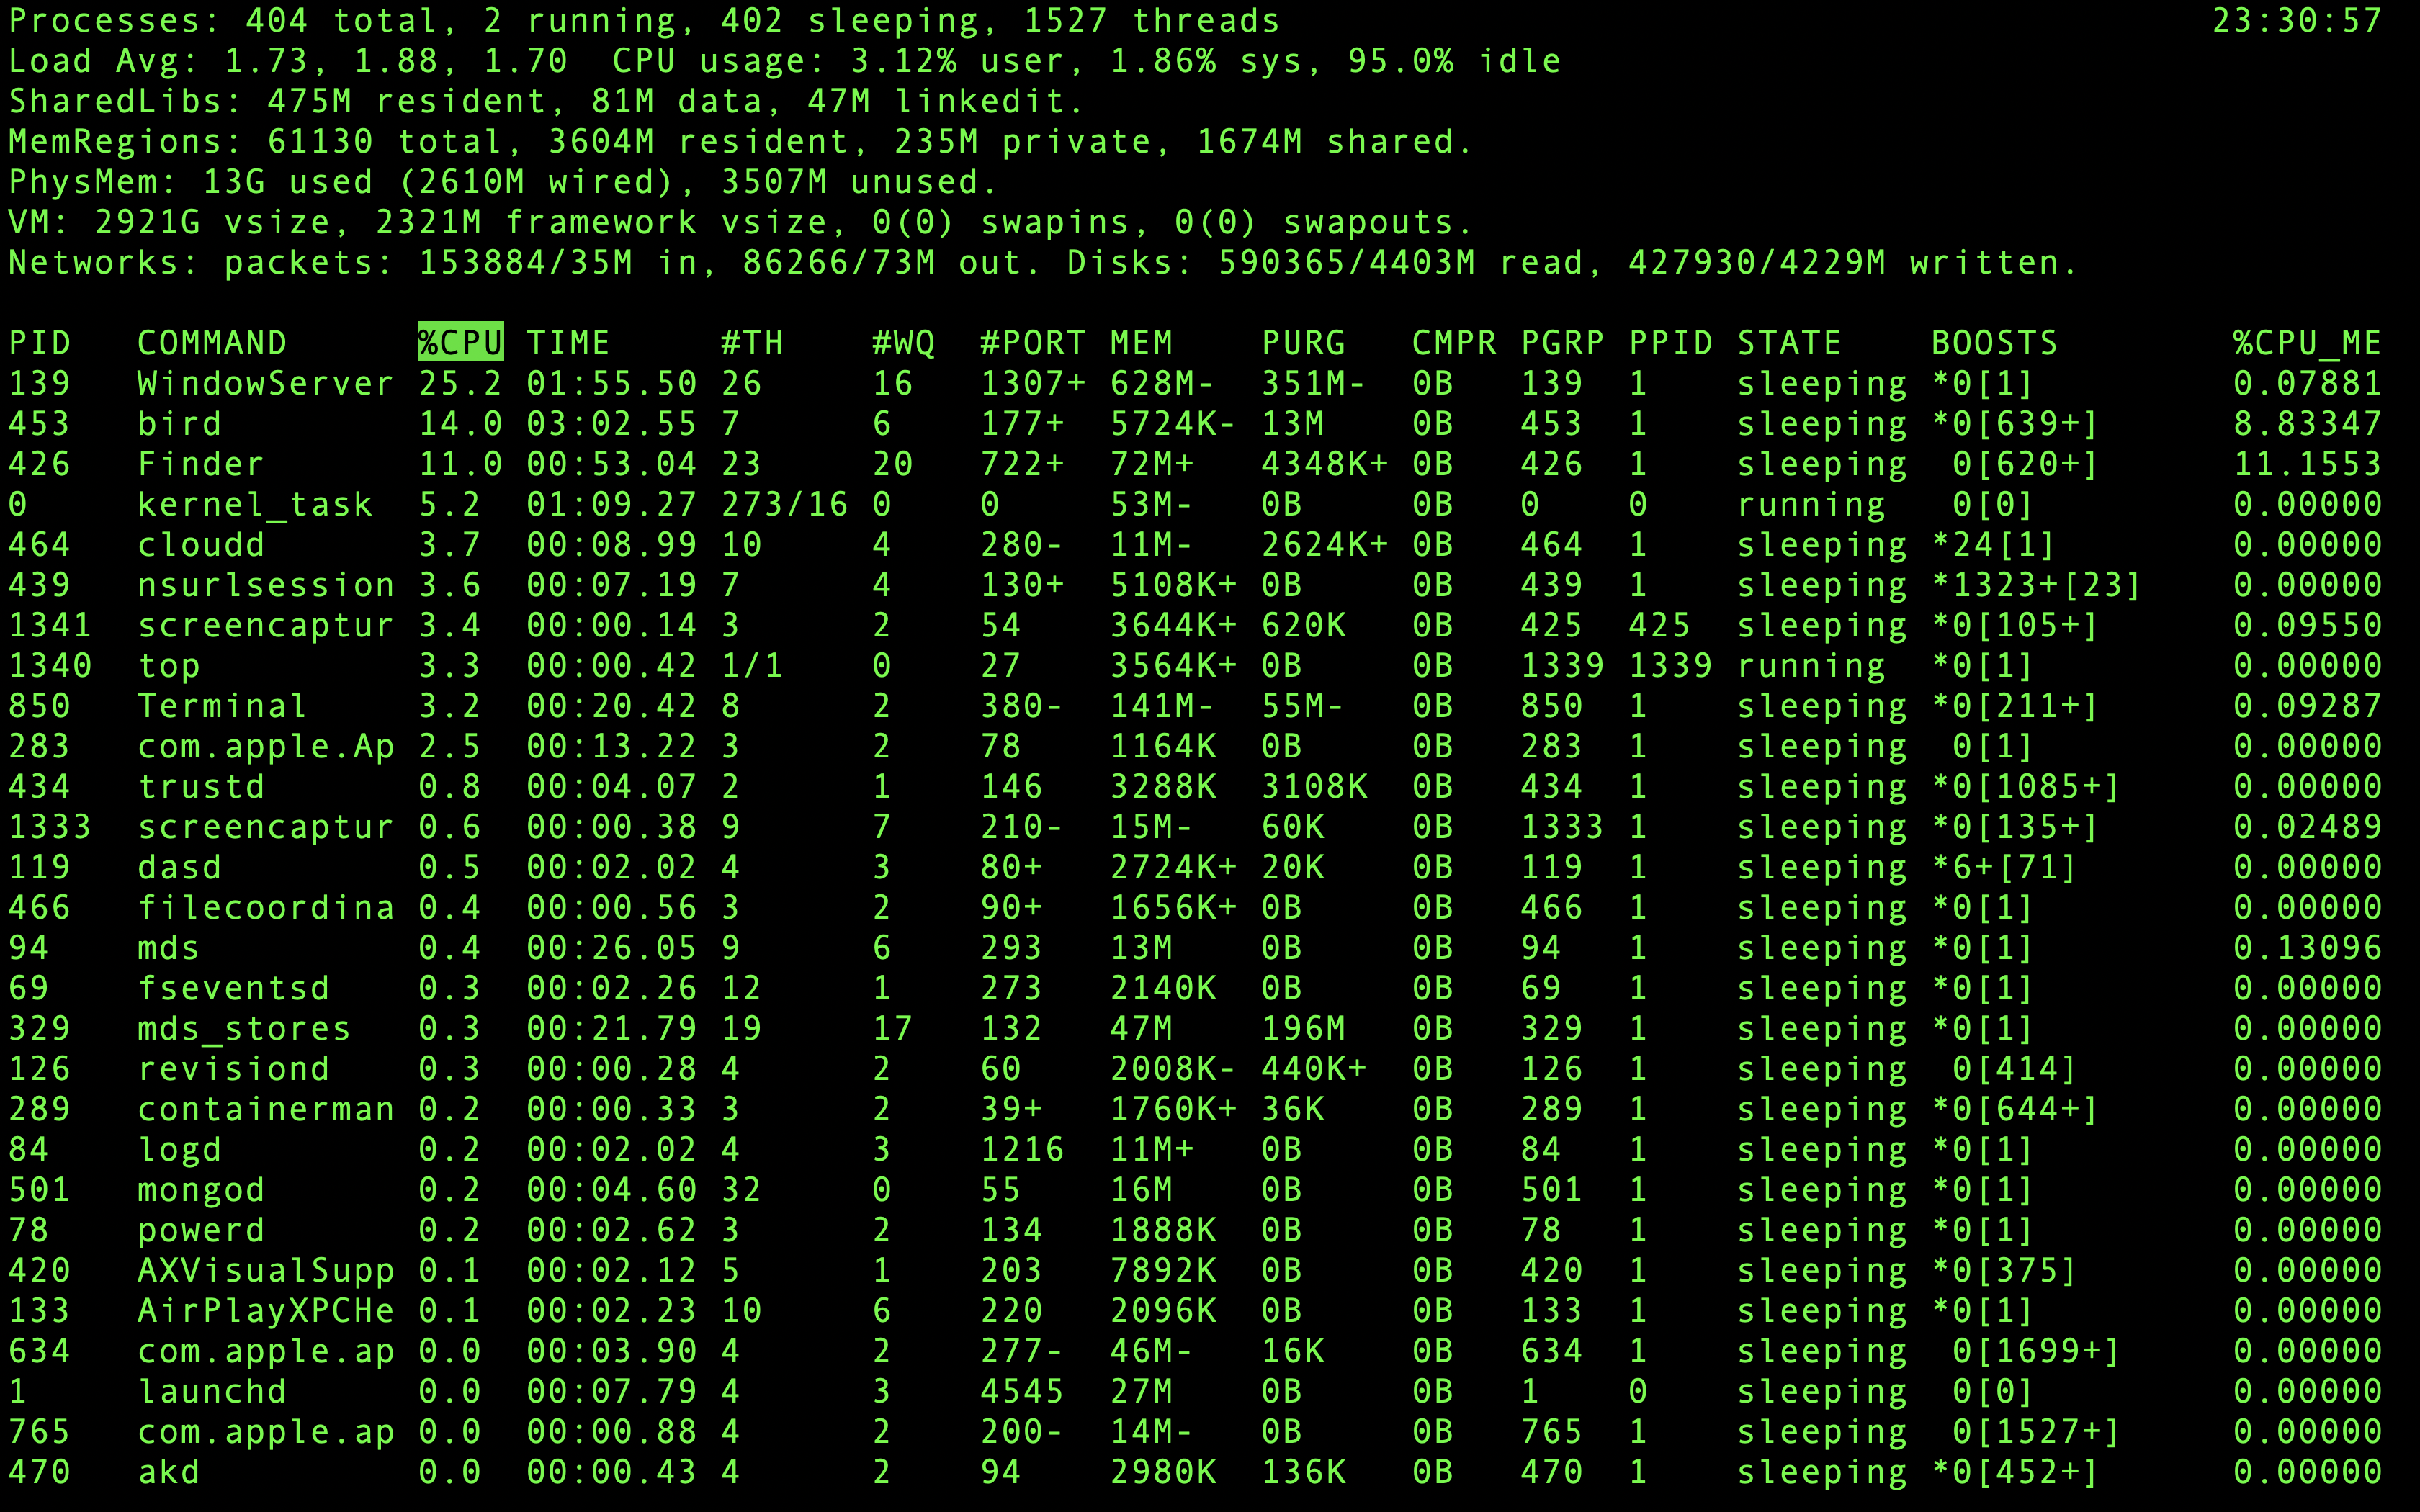 Processes: 404 total, 2 running, 402 sleeping, 1527 threads 23:30:57
Load Avg: 1.73, 1.88, 1.70 CPU usage: 3.12% user, 1.86% sys, 95.0% idle
SharedLibs: 475M resident, 81M data, 47M linkedit.
MemRegions: 61130 total, 3604M resident, 235M private, 1674M shared.
PhysMem: 13G used (2610M wired), 3507M unused.
VM: 2921G vsize, 2321M framework vsize, 0(0) swapins, 0(0) swapouts.
Networks: packets: 153884/35M in, 86266/73M out. Disks: 590365/4403M read, 427930/4229M written.
PID COMMAND %CPU TIME #TH #WQ #PORT MEM PURG CMPR PGRP PPID STATE BOOSTS %CPU_ME
139 WindowServer 25.2 01:55.50 26 16 1307+ 628M- 351M- 0B 139 1 sleeping *0[1] 0.07881
453 bird 14.0 03:02.55 7 6 177+ 5724K- 13M 0B 453 1 sleeping *0[639+] 8.83347
426 Finder 11.0 00:53.04 23 20 722+ 72M+ 4348K+ 0B 426 1 sleeping 0[620+] 11.1553
0 kernel_task 5.2 01:09.27 273/16 0 0 53M- 0B 0B 0 0 running 0[0] 0.00000
464 cloudd 3.7 00:08.99 10 4 280- 11M- 2624K+ 0B 464 1 sleeping *24[1] 0.00000
439 nsurlsession 3.6 00:07.19 7 4 130+ 5108K+ 0B 0B 439 1 sleeping *1323+[23] 0.00000
1341 screencaptur 3.4 00:00.14 3 2 54 3644K+ 620K 0B 425 425 sleeping *0[105+] 0.09550
1340 top 3.3 00:00.42 1/1 0 27 3564K+ 0B 0B 1339 1339 running *0[1] 0.00000
850 Terminal 3.2 00:20.42 8 2 380- 141M- 55M- 0B 850 1 sleeping *0[211+] 0.09287
283 com.apple.Ap 2.5 00:13.22 3 2 78 1164K 0B 0B 283 1 sleeping 0[1] 0.00000
434 trustd 0.8 00:04.07 2 1 146 3288K 3108K 0B 434 1 sleeping *0[1085+] 0.00000
1333 screencaptur 0.6 00:00.38 9 7 210- 15M- 60K 0B 1333 1 sleeping *0[135+] 0.02489
119 dasd 0.5 00:02.02 4 3 80+ 2724K+ 20K 0B 119 1 sleeping *6+[71] 0.00000
466 filecoordina 0.4 00:00.56 3 2 90+ 1656K+ 0B 0B 466 1 sleeping *0[1] 0.00000
94 mds 0.4 00:26.05 9 6 293 13M 0B 0B 94 1 sleeping *0[1] 0.13096
69 fseventsd 0.3 00:02.26 12 1 273 2140K 0B 0B 69 1 sleeping *0[1] 0.00000
329 mds_stores 0.3 00:21.79 19 17 132 47M 196M 0B 329 1 sleeping *0[1] 0.00000
126 revisiond 0.3 00:00.28 4 2 60 2008K- 440K+ 0B 126 1 sleeping 0[414] 0.00000
289 containerman 0.2 00:00.33 3 2 39+ 1760K+ 36K 0B 289 1 sleeping *0[644+] 0.00000
84 logd 0.2 00:02.02 4 3 1216 11M+ 0B 0B 84 1 sleeping *0[1] 0.00000
501 mongod 0.2 00:04.60 32 0 55 16M 0B 0B 501 1 sleeping *0[1] 0.00000
78 powerd 0.2 00:02.62 3 2 134 1888K 0B 0B 78 1 sleeping *0[1] 0.00000
420 AXVisualSupp 0.1 00:02.12 5 1 203 7892K 0B 0B 420 1 sleeping *0[375] 0.00000
133 AirPlayXPCHe 0.1 00:02.23 10 6 220 2096K 0B 0B 133 1 sleeping *0[1] 0.00000
634 com.apple.ap 0.0 00:03.90 4 2 277- 46M- 16K 0B 634 1 sleeping 0[1699+] 0.00000
1 launchd 0.0 00:07.79 4 3 4545 27M 0B 0B 1 0 sleeping 0[0] 0.00000
765 com.apple.ap 0.0 00:00.88 4 2 200- 14M- 0B 0B 765 1 sleeping 0[1527+] 0.00000
470 akd 0.0 00:00.43 4 2 94 2980K 136K 0B 470 1 sleeping *0[452+] 0.00000